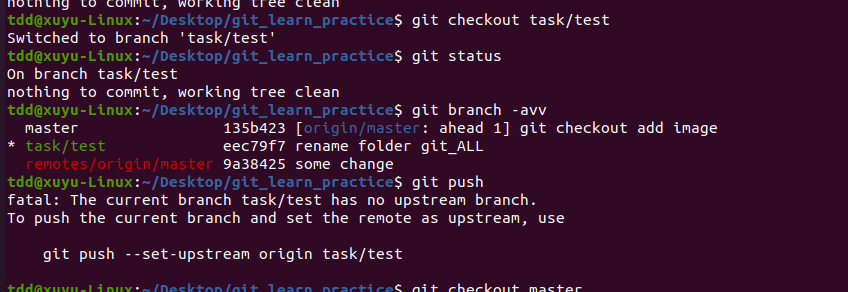 nothing to commit, working tree clean
tdd@xuyu-Linux:~/Desktop/git_learn_practice$ git checkout task/test
Switched to branch 'task/test'
tdd@xuyu-Linux:~/Desktop/git_learn_practice$ git status
On branch task/test
nothing to commit, working tree clean
tdd@xuyu-Linux:~/Desktop/git_learn_practice$ git branch -avv
  master                135b423 [origin/master: ahead 1] git checkout add image
* task/test             eec79f7 rename folder git_ALL
  remotes/origin/master 9a38425 some change
tdd@xuyu-Linux:~/Desktop/git_learn_practice$ git push
fatal: The current branch task/test has no upstream branch.
To push the current branch and set the remote as upstream, use

    git push --set-upstream origin task/test

tdd@xuyu-Linux:~/Desktop/git_learn_practice$ git checkout master